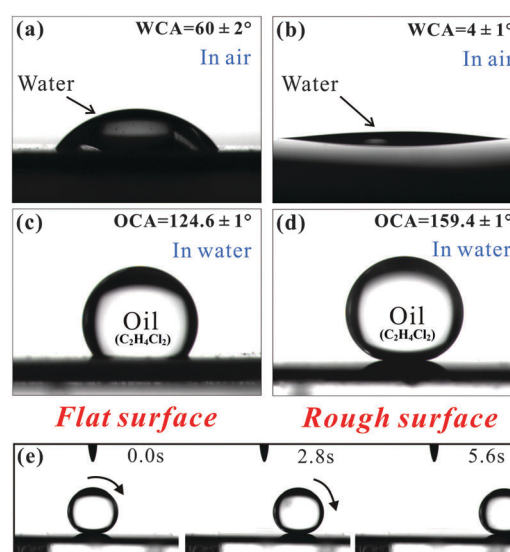 (a) WCA=60 ± 2°
In air
Water
(b) WCA=4 ± 1°
In air
Water
(c) OCA=124.6 ± 1°
In water
Oil
(C₂H₄Cl₂)
(d) OCA=159.4 ± 1°
In water
Oil
(C₂H₄Cl₂)
Flat surface
Rough surface
(e) 0.0s 2.8s 5.6s